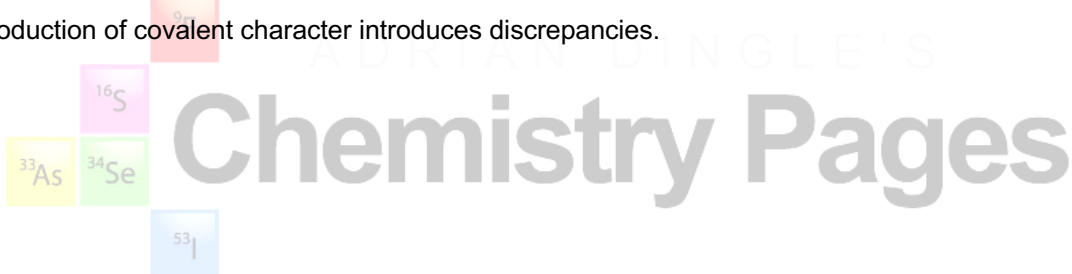 oduction of covalent character introduces discrepancies.
ADRIAN DINGLE'S
16S
Chemistry Pages
33As 34Se
53I